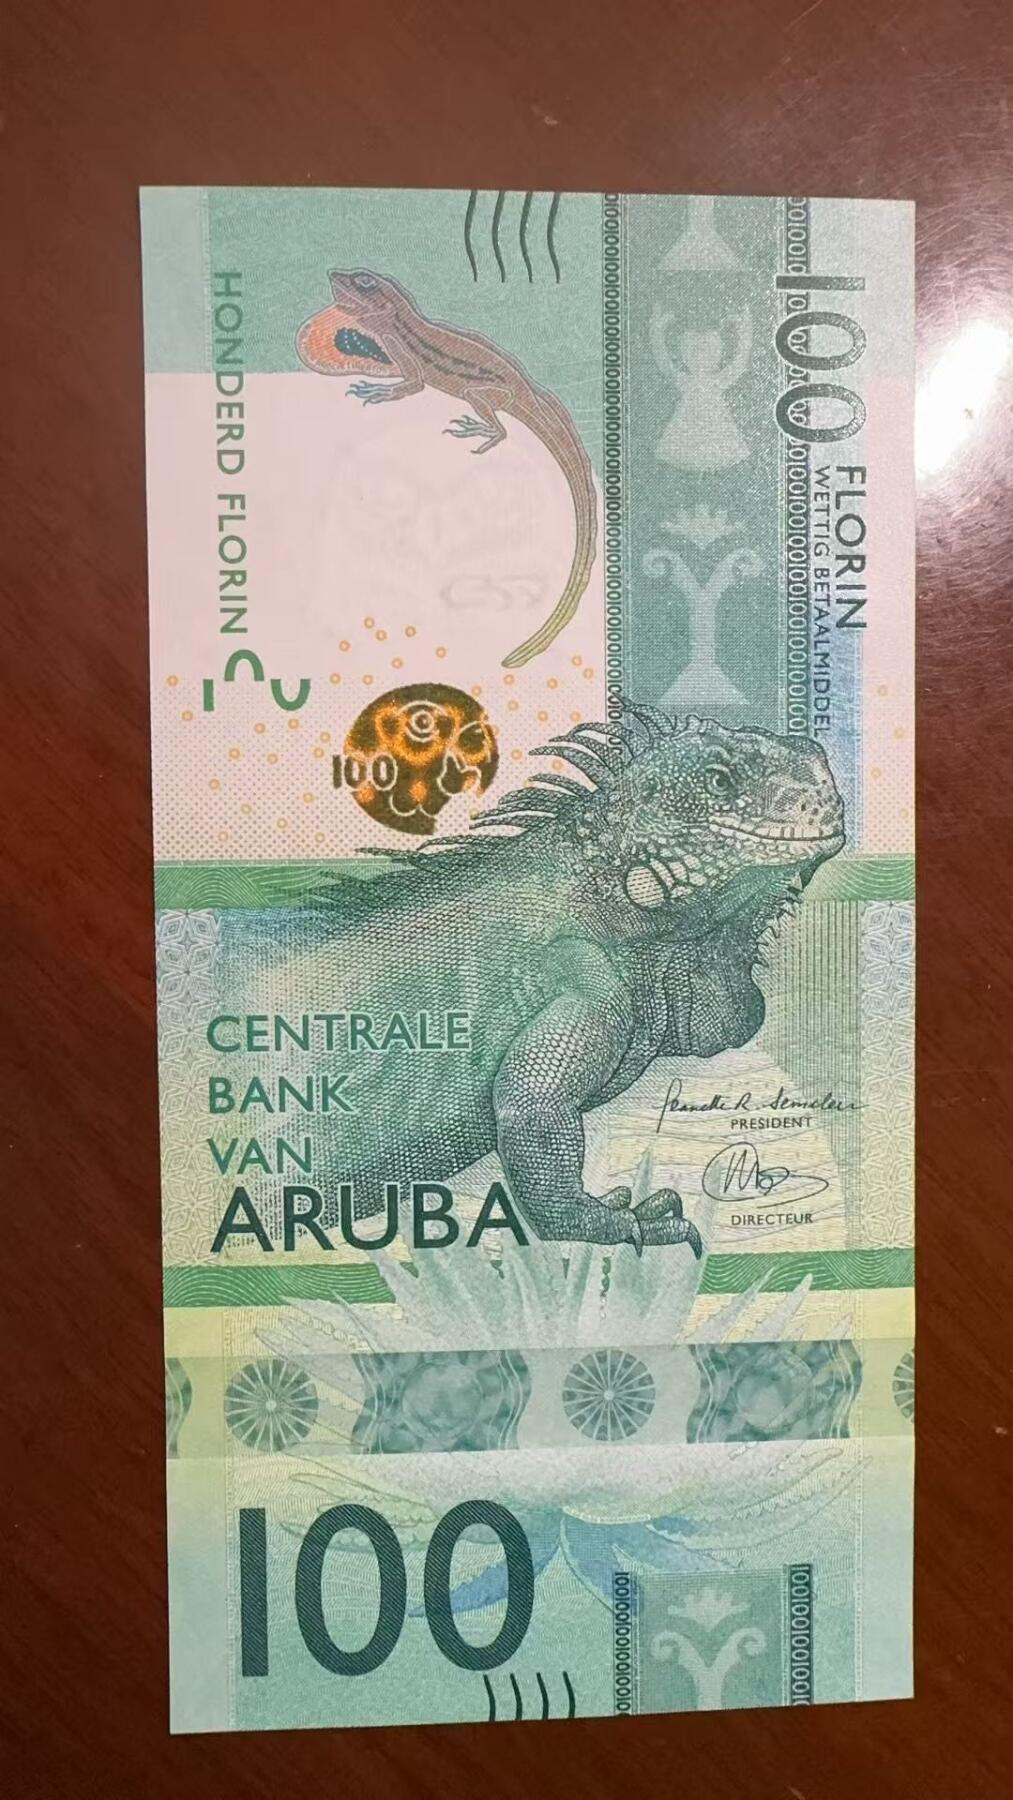 100
FLORIN
WETTIG BETAALMIDDEL
HONDERD FLORIN
100
CENTRALE
BANK
VAN
ARUBA
PRESIDENT
DIRECTEUR
100